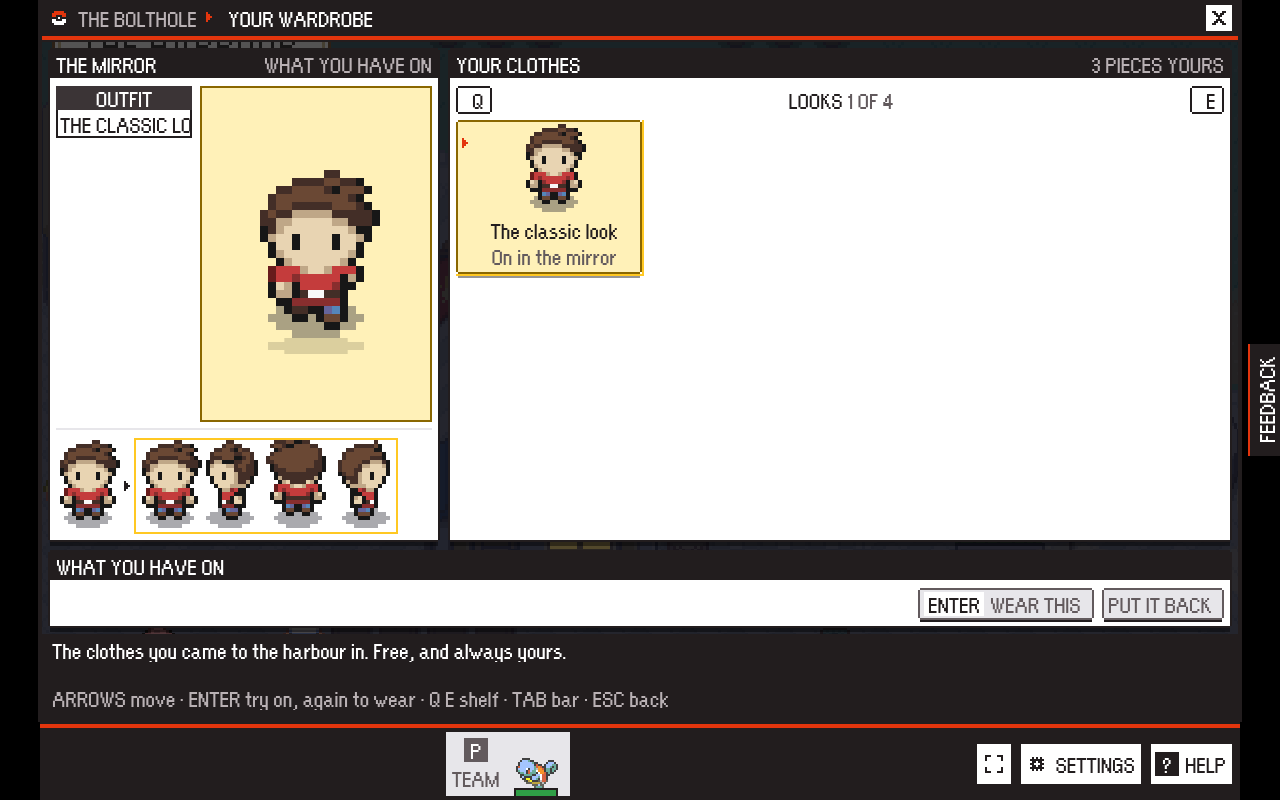 THE BOLTHOLE YOUR WARDROBE X
THE MIRROR WHAT YOU HAVE ON
YOUR CLOTHES 3 PIECES YOURS
OUTFIT
THE CLASSIC LO
Q LOOKS 1 OF 4 E
The classic look
On in the mirror
FEEDBACK
WHAT YOU HAVE ON
ENTER WEAR THIS PUT IT BACK
The clothes you came to the harbour in. Free, and always yours.
ARROWS move · ENTER try on, again to wear · Q E shelf · TAB bar · ESC back
P
TEAM
SETTINGS ? HELP